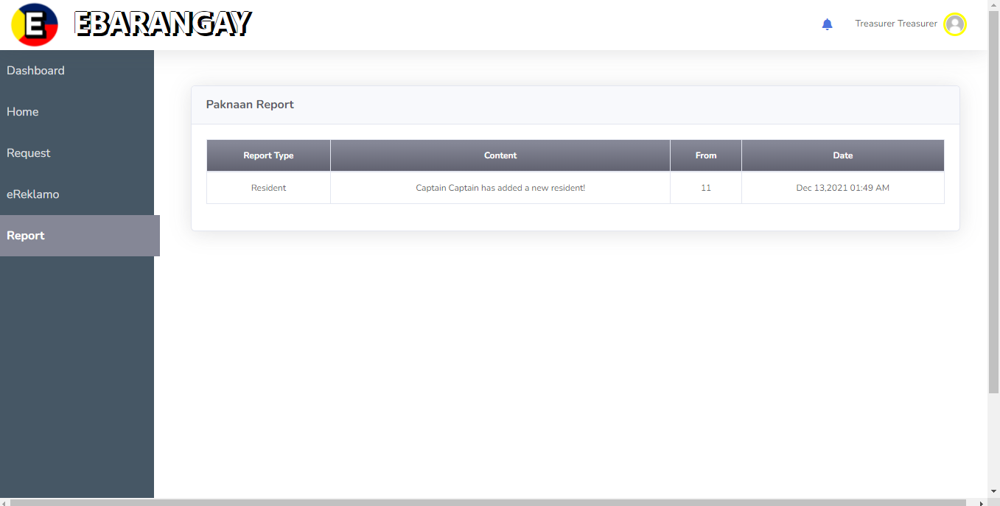 E EBARANGAY
Treasurer Treasurer
Dashboard
Home
Request
eReklamo
Report
Paknaan Report
Report Type Content From Date
Resident Captain Captain has added a new resident! 11 Dec 13,2021 01:49 AM